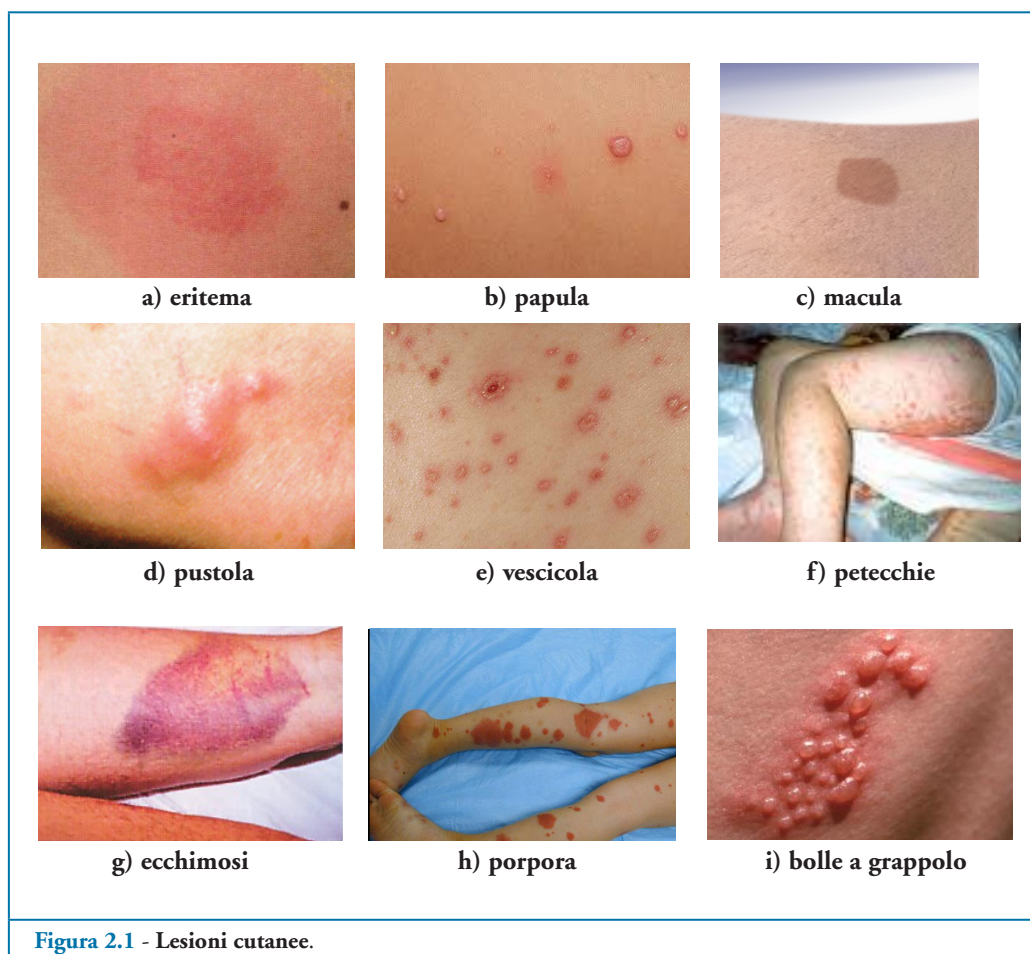 a) eritema
b) papula
c) macula
d) pustola
e) vescicola
f) petecchie
g) ecchimosi
h) porpora
i) bolle a grappolo
Figura 2.1 - Lesioni cutanee.